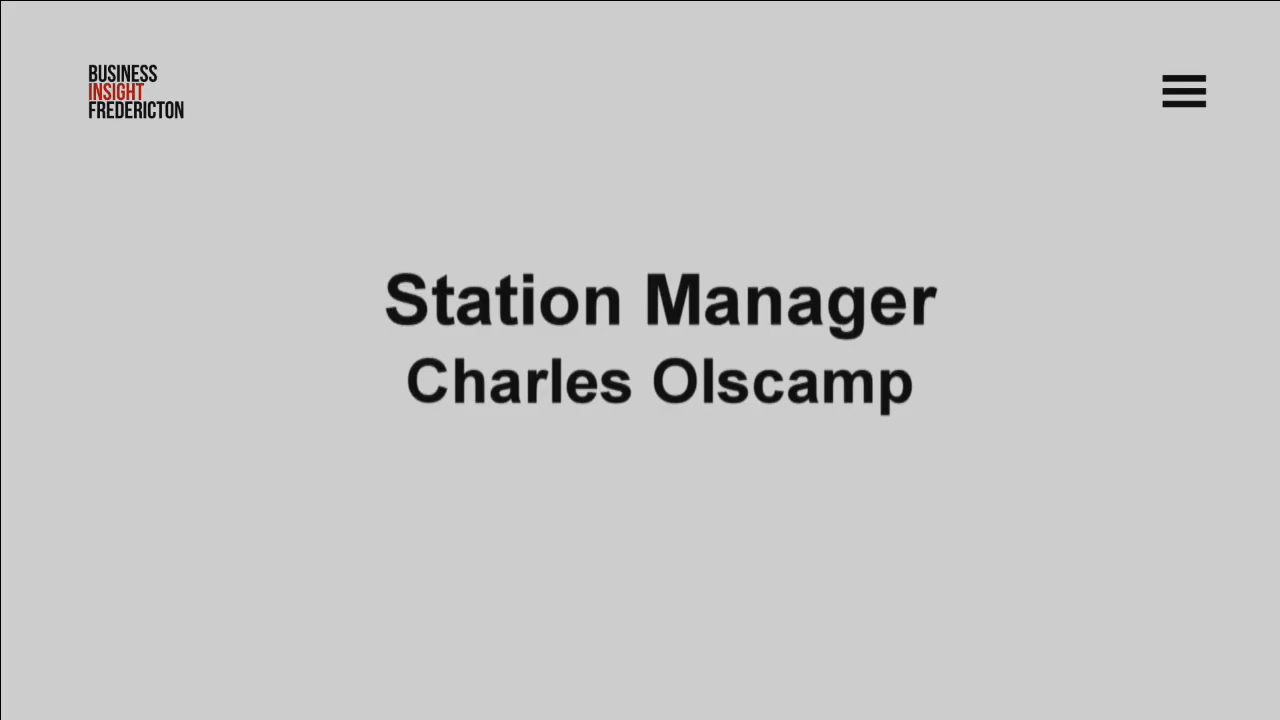 BUSINESS
INSIGHT
FREDERICTON
Station Manager
Charles Olscamp